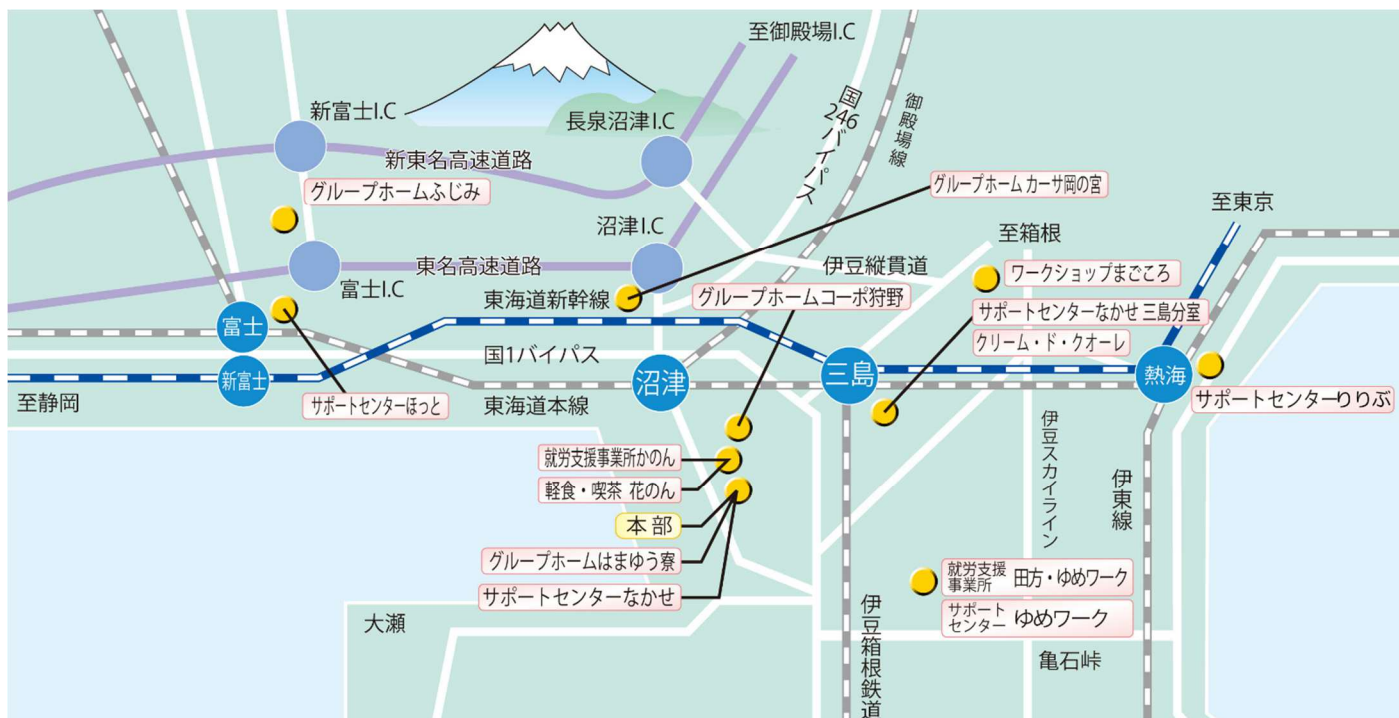 至御殿場I.C
新富士I.C
長泉沼津I.C
国246バイパス
御殿場線
新東名高速道路
グループホームふじみ
グループホーム カーサ岡の宮
至東京
沼津I.C
至箱根
東名高速道路
伊豆縦貫道
富士I.C
ワークショップまごころ
東海道新幹線
グループホームコーポ狩野
サポートセンターなかせ 三島分室
富士
クリーム・ド・クオーレ
国1バイパス
新富士
沼津
三島
熱海
至静岡
サポートセンターほっと
東海道本線
サポートセンターりりぶ
伊豆スカイライン
就労支援事業所かのん
軽食・喫茶 花のん
伊東線
本部
グループホームはまゆう寮
就労支援
事業所 田方・ゆめワーク
サポートセンターなかせ
サポート
センター ゆめワーク
大瀬
伊豆箱根鉄道
亀石峠